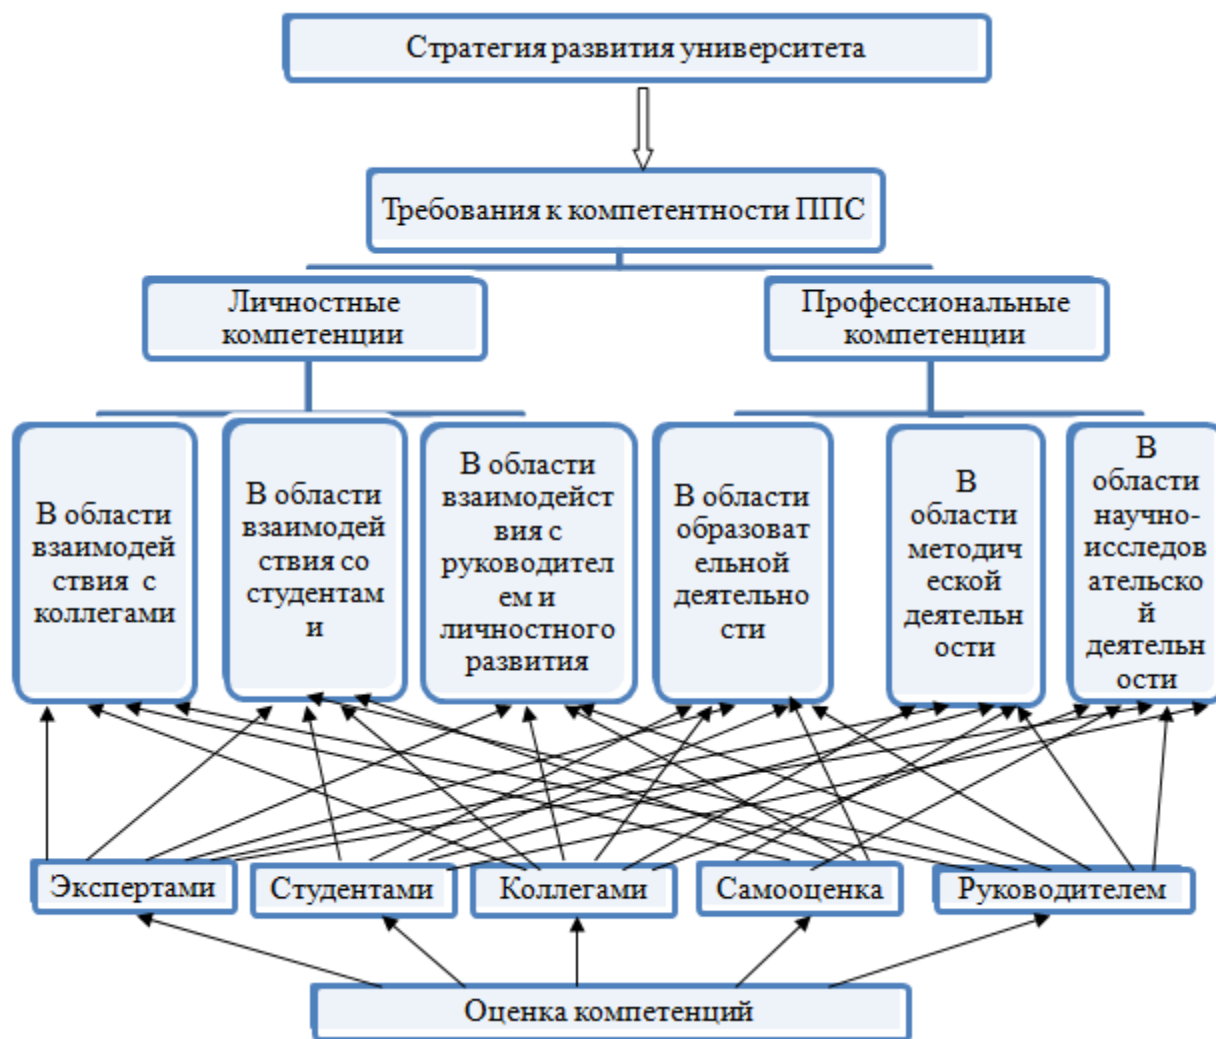 Стратегия развития университета
Требования к компетентности ППС
Личностные
компетенции
Профессиональные
компетенции
В области
взаимодей
ствия с
коллегами
В области
взаимодей
ствия со
студентам
и
В области
взаимодейст
вия с
руководител
ем и
личностного
развития
В области
образоват
ельной
деятельно
сти
В
области
методич
еской
деятельн
ости
В
области
научно-
исследов
ательско
й
деятельн
ости
Экспертами
Студентами
Коллегами
Самооценка
Руководителем
Оценка компетенций